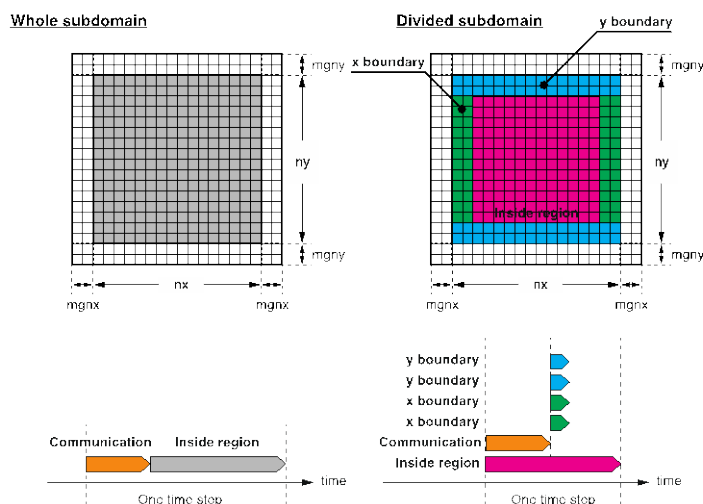 Whole subdomain
mgny
ny
mgny
nx
mgnx
mgnx
Divided subdomain
y boundary
x boundary
mgny
ny
Inside region
mgny
nx
mgnx
mgnx
Communication
Inside region
time
One time step
y boundary
y boundary
x boundary
x boundary
Communication
Inside region
time
One time step